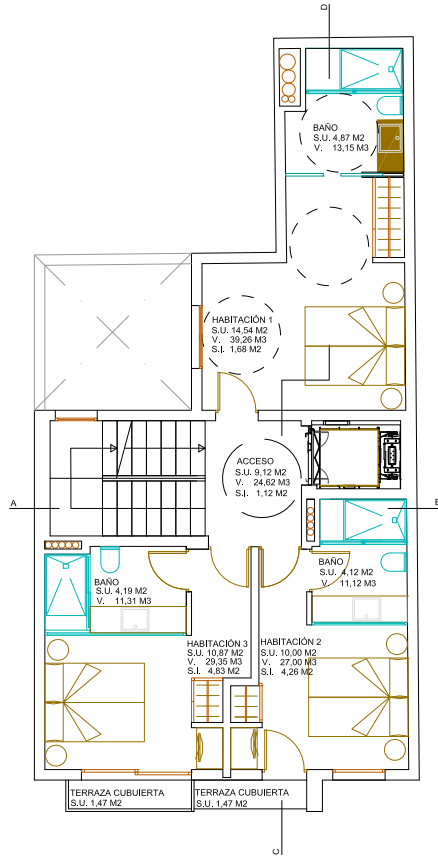 D
BAÑO
S.U. 4,87 M2
V. 13,15 M3
HABITACIÓN 1
S.U. 14,54 M2
V. 39,26 M3
S.I. 1,68 M2
ACCESO
S.U. 9,12 M2
V. 24,62 M3
S.I. 1,12 M2
A
B
BAÑO
S.U. 4,19 M2
V. 11,31 M3
BAÑO
S.U. 4,12 M2
V. 11,12 M3
HABITACIÓN 3
S.U. 10,87 M2
V. 29,35 M3
S.I. 4,83 M2
HABITACIÓN 2
S.U. 10,00 M2
V. 27,00 M3
S.I. 4,26 M2
TERRAZA CUBUIERTA
S.U. 1,47 M2
TERRAZA CUBUIERTA
S.U. 1,47 M2
C